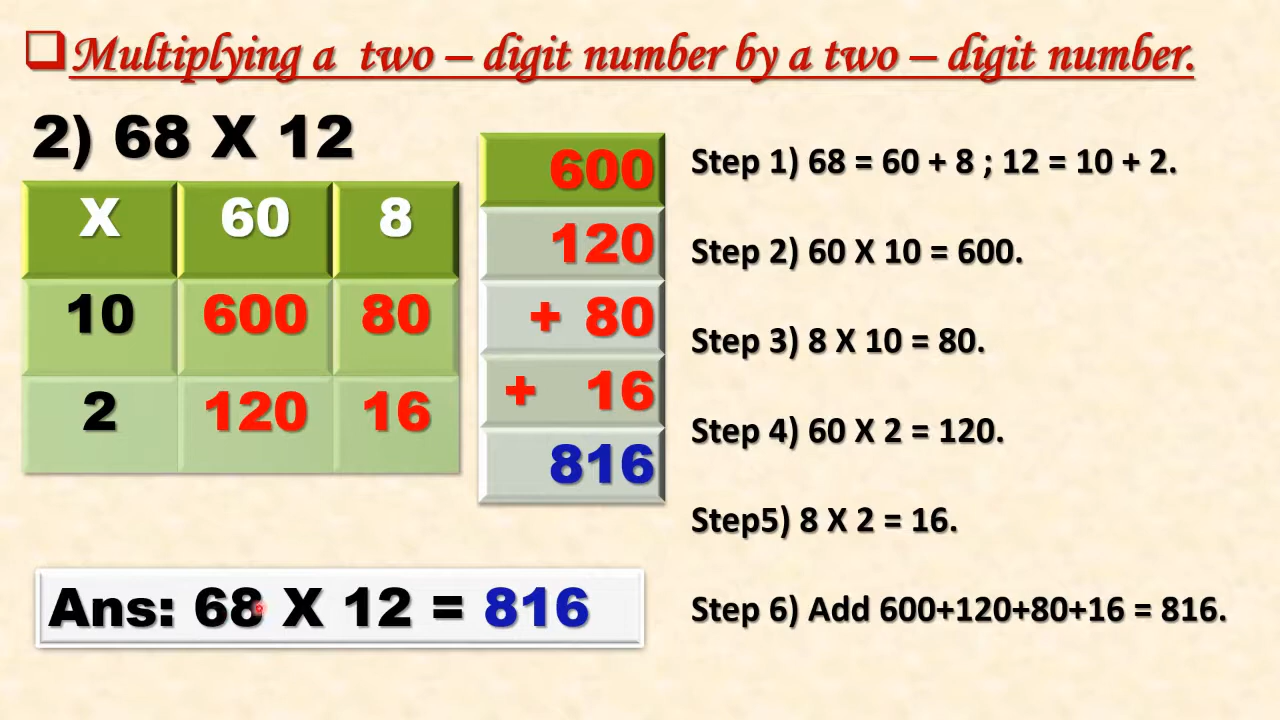 Multiplying a two – digit number by a two – digit number.
2) 68 X 12
X 60 8
10 600 80
2 120 16
600
120
+ 80
+ 16
816
Step 1) 68 = 60 + 8 ; 12 = 10 + 2.
Step 2) 60 X 10 = 600.
Step 3) 8 X 10 = 80.
Step 4) 60 X 2 = 120.
Step5) 8 X 2 = 16.
Step 6) Add 600+120+80+16 = 816.
Ans: 68 X 12 = 816